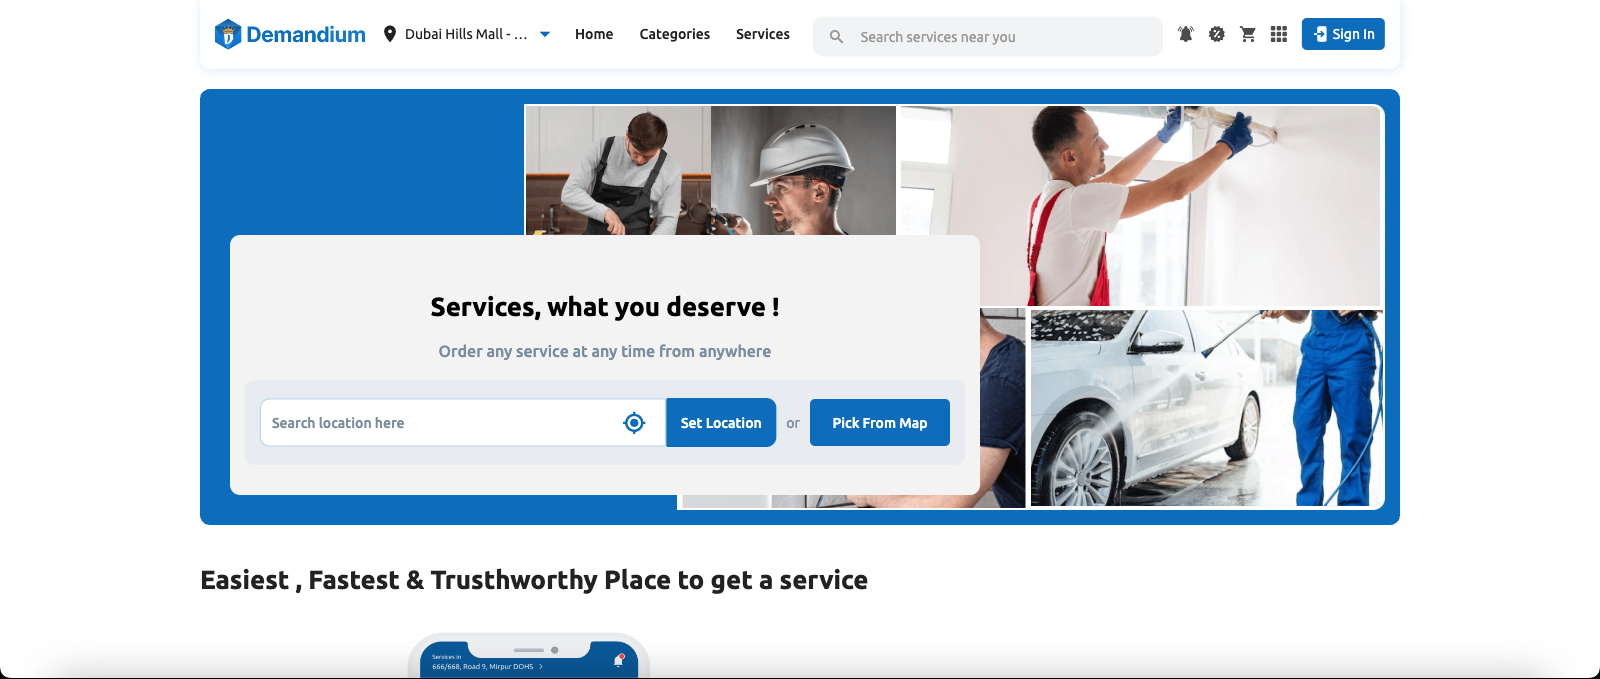 Demandium
Dubai Hills Mall - ...
Home
Categories
Services
Search services near you
Sign In
Services, what you deserve !
Order any service at any time from anywhere
Search location here
Set Location
or
Pick From Map
Easiest , Fastest & Trusthworthy Place to get a service
Services in
666/668, Road 9, Mirpur DOHS